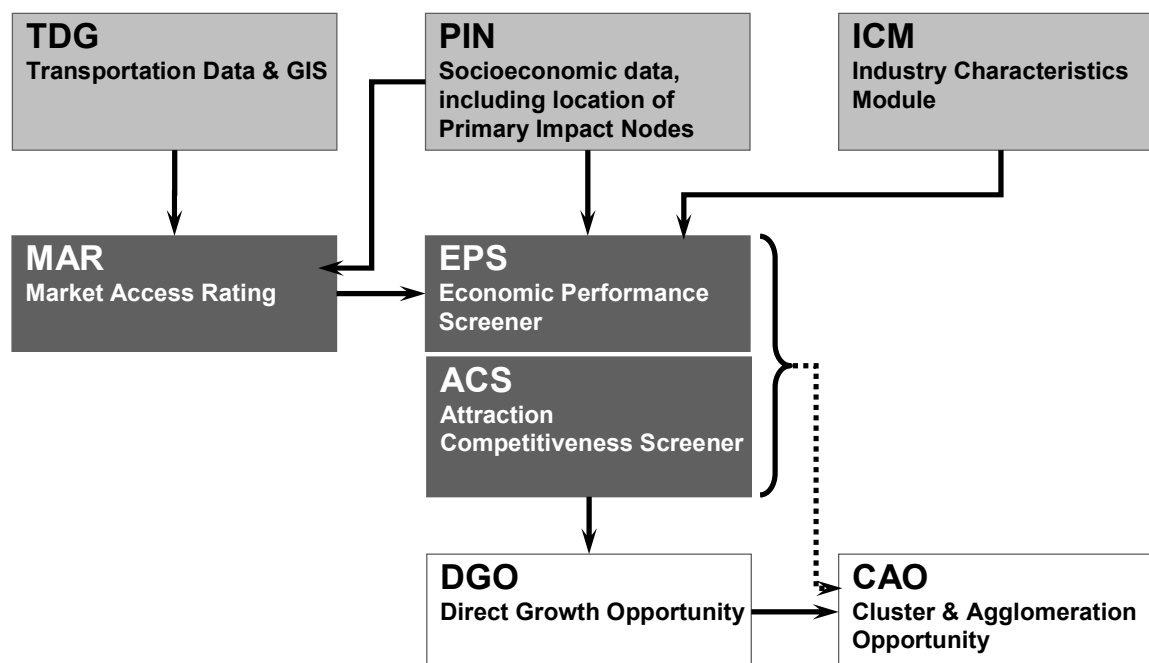 TDG
Transportation Data & GIS
PIN
Socioeconomic data,
including location of
Primary Impact Nodes
ICM
Industry Characteristics
Module
MAR
Market Access Rating
EPS
Economic Performance
Screener
ACS
Attraction
Competitiveness Screener
DGO
Direct Growth Opportunity
CAO
Cluster & Agglomeration
Opportunity